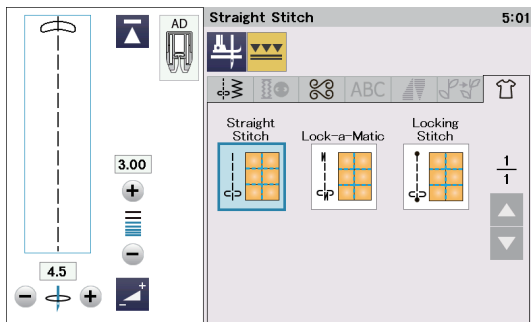 AD
3.00
4.5
Straight Stitch 5:01
ABC
Straight
Stitch
Lock-a-Matic
Locking
Stitch
1
1